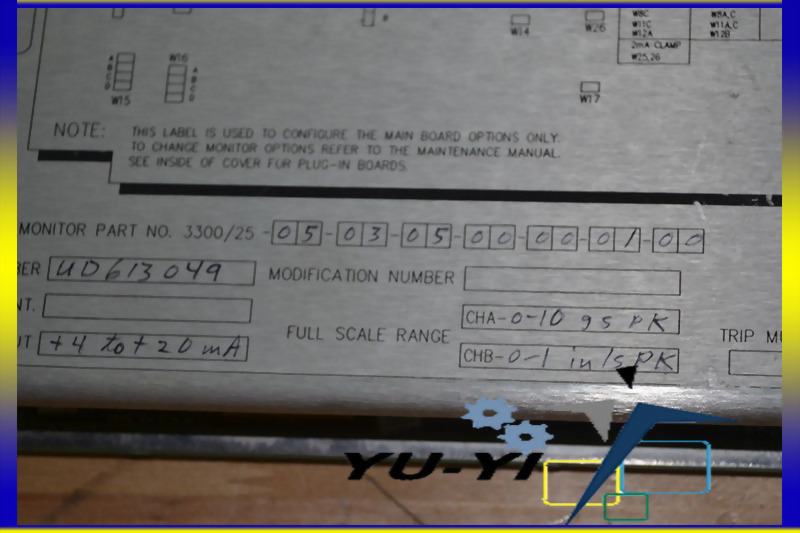 W8C
W8A,C
W11C
W11A,C
W12A
W12B
2mA CLAMP
W25,26
W14
W26
W17
W16
A
B
C
D
A
B
C
D
W15
NOTE:
THIS LABEL IS USED TO CONFIGURE THE MAIN BOARD OPTIONS ONLY.
TO CHANGE MONITOR OPTIONS REFER TO THE MAINTENANCE MANUAL.
SEE INSIDE OF COVER FOR PLUG-IN BOARDS.
MONITOR PART NO. 3300/25 -05-03-05-00-00-01-00
BER UD613049 MODIFICATION NUMBER
NT.
FULL SCALE RANGE
CHA-0-10 gs PK
UT +4 to +20 mA
CHB-0-1 in/s PK
TRIP MU
YU-YI